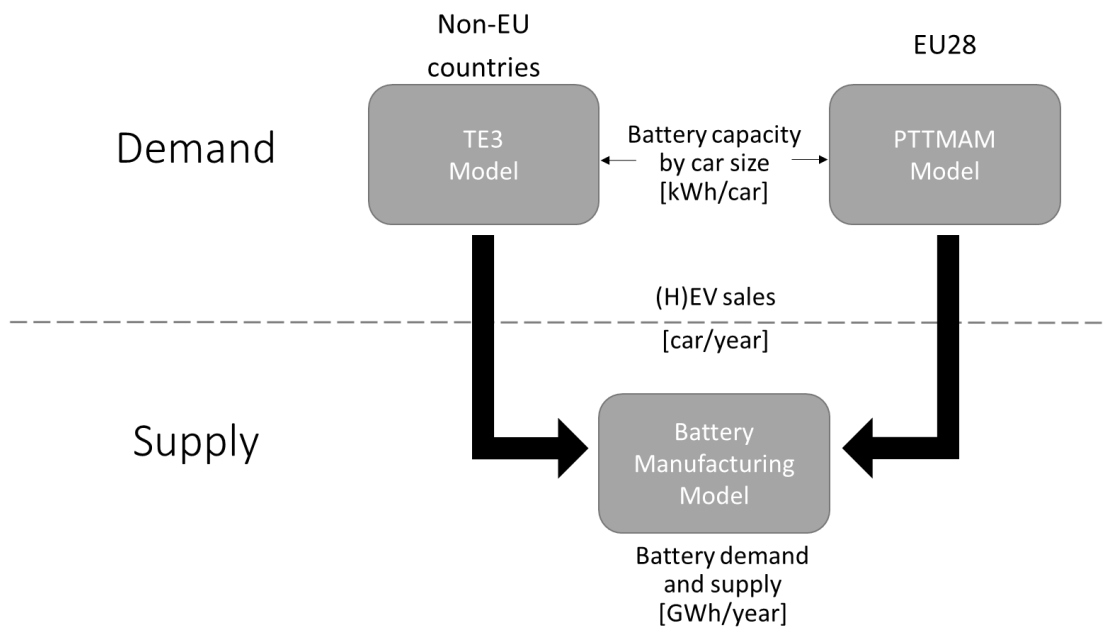 Non-EU
countries
EU28
Demand
TE3
Model
Battery capacity
by car size
[kWh/car]
PTTMAM
Model
(H)EV sales
[car/year]
Supply
Battery
Manufacturing
Model
Battery demand
and supply
[GWh/year]